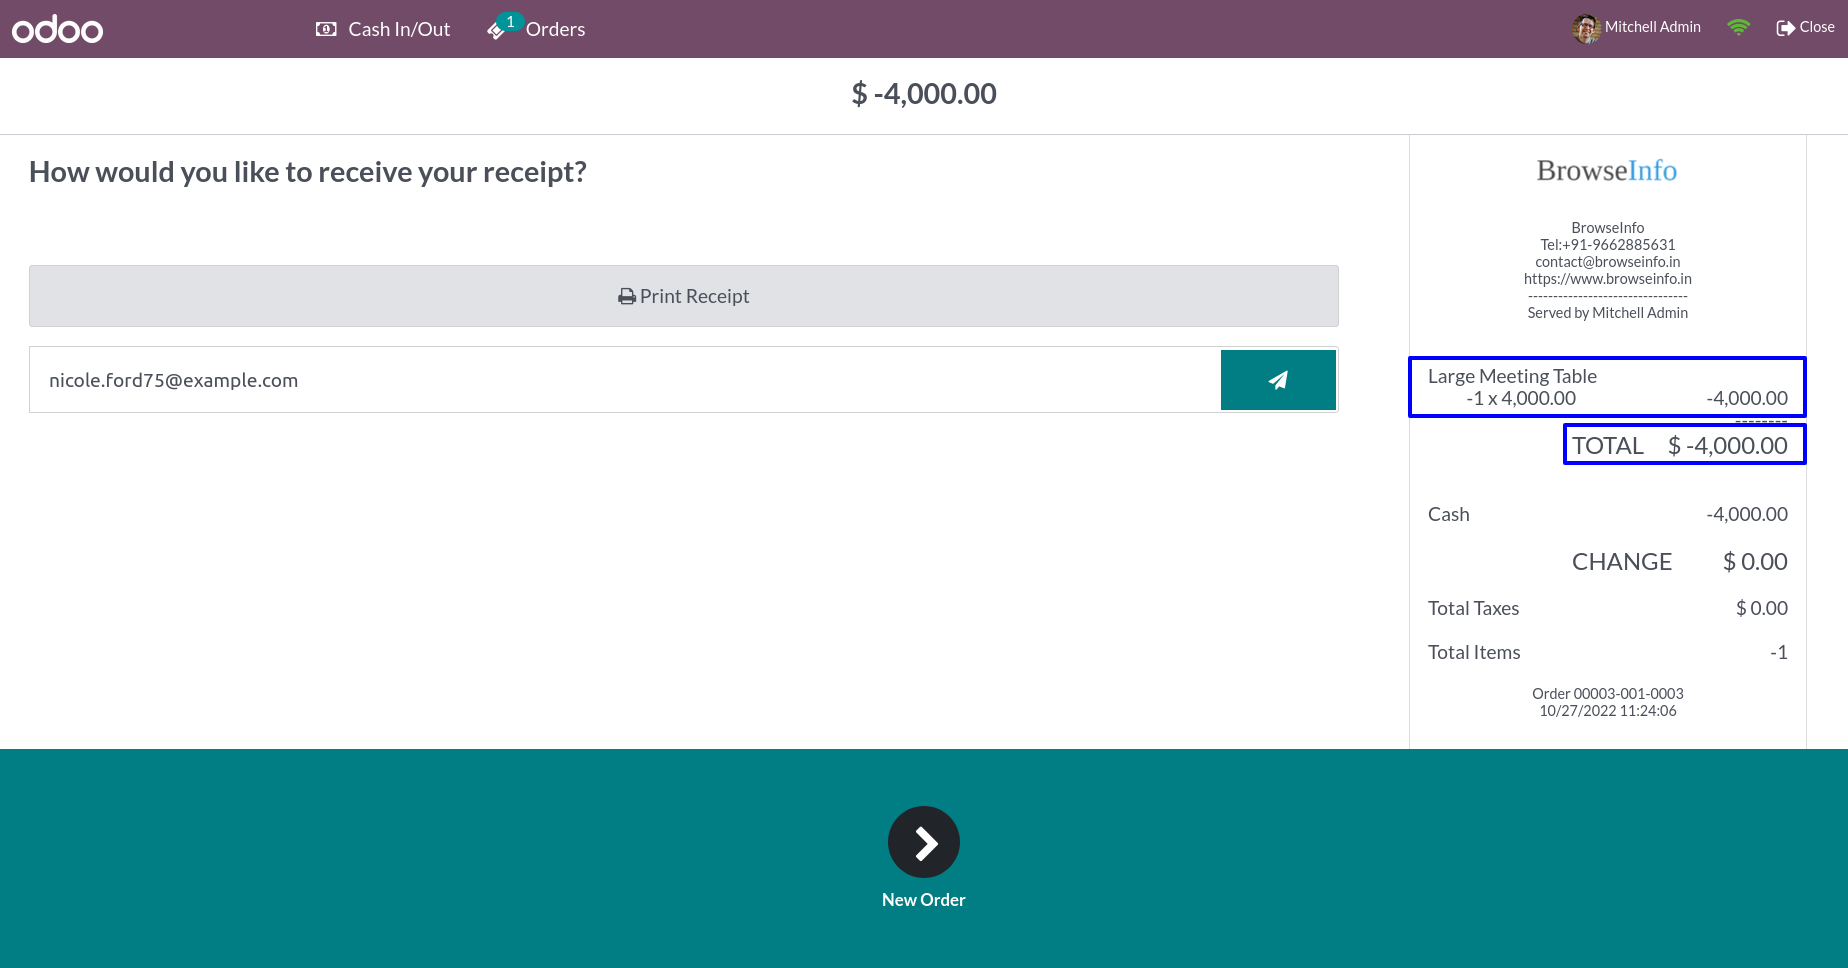 odoo
Cash In/Out
1
Orders
Mitchell Admin
Close
$ -4,000.00
How would you like to receive your receipt?
Print Receipt
nicole.ford75@example.com
BrowseInfo
BrowseInfo
Tel:+91-9662885631
contact@browseinfo.in
https://www.browseinfo.in
--------------------------------
Served by Mitchell Admin
Large Meeting Table
-1 x 4,000.00 -4,000.00
--------
TOTAL $ -4,000.00
Cash -4,000.00
CHANGE $ 0.00
Total Taxes $ 0.00
Total Items -1
Order 00003-001-0003
10/27/2022 11:24:06
New Order